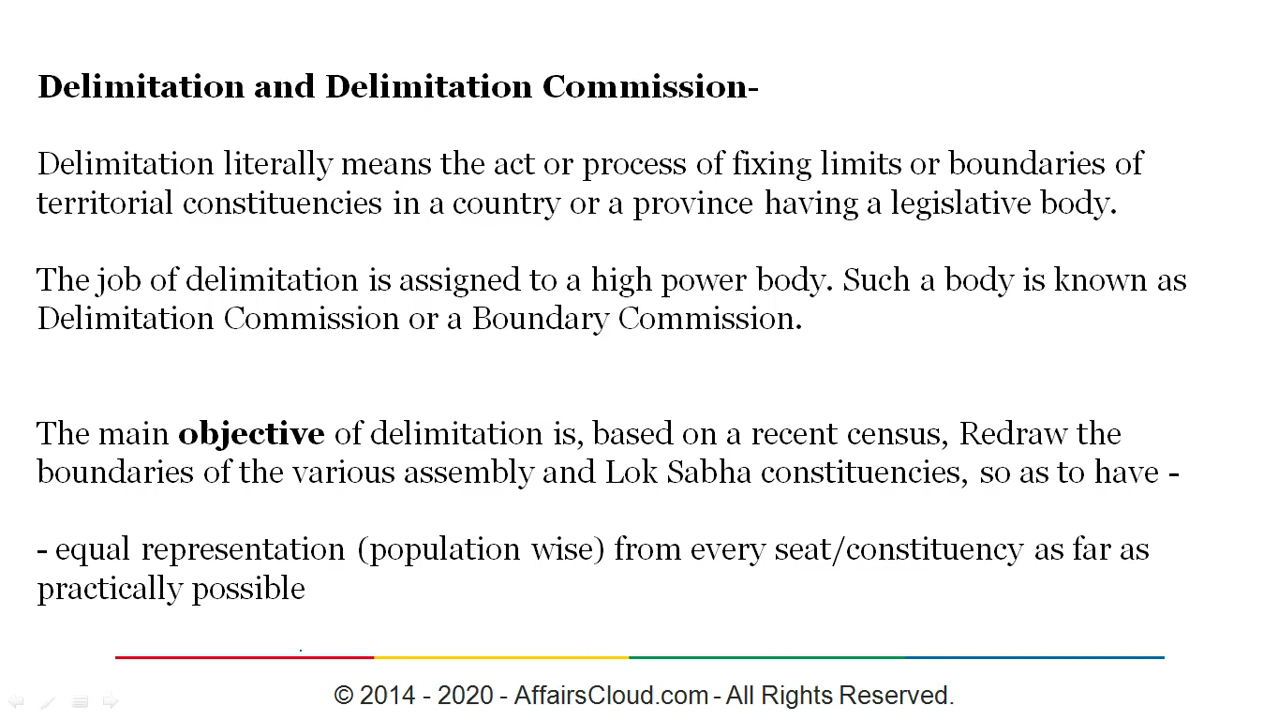 Delimitation and Delimitation Commission-
Delimitation literally means the act or process of fixing limits or boundaries of
territorial constituencies in a country or a province having a legislative body.
The job of delimitation is assigned to a high power body. Such a body is known as
Delimitation Commission or a Boundary Commission.
The main objective of delimitation is, based on a recent census, Redraw the
boundaries of the various assembly and Lok Sabha constituencies, so as to have -
- equal representation (population wise) from every seat/constituency as far as
practically possible
© 2014 - 2020 - AffairsCloud.com - All Rights Reserved.